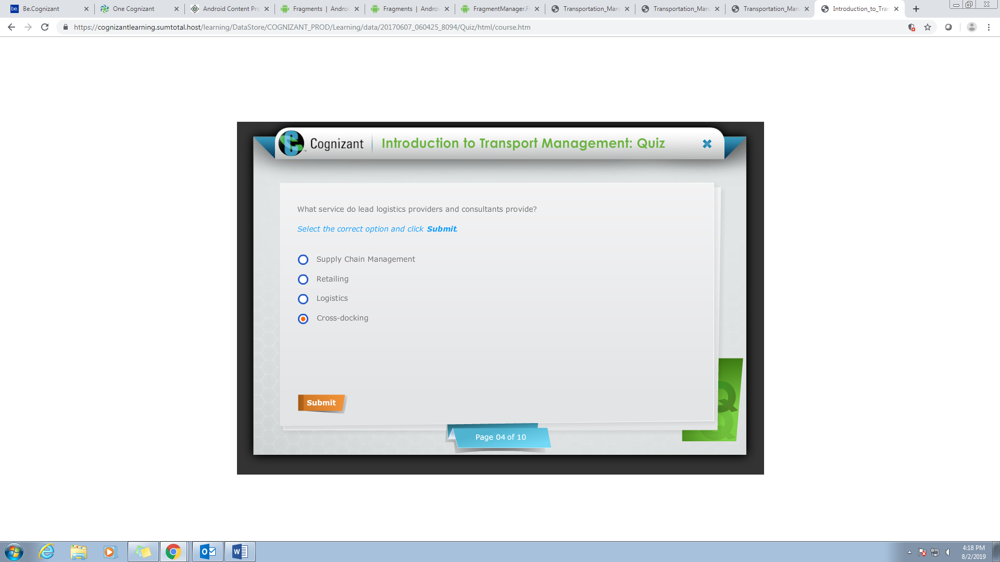 Be.Cognizant
One Cognizant
Android Content Pro
Fragments | Androi
Fragments | Androi
FragmentManager.F
Transportation_Man
Transportation_Man
Transportation_Man
Introduction_to_Tra
https://cognizantlearning.sumtotal.host/learning/DataStore/COGNIZANT_PROD/Learning/data/20170607_060425_8094/Quiz/html/course.htm
Cognizant
Introduction to Transport Management: Quiz
What service do lead logistics providers and consultants provide?
Select the correct option and click Submit.
Supply Chain Management
Retailing
Logistics
Cross-docking
Submit
Page 04 of 10
4:18 PM
8/2/2019